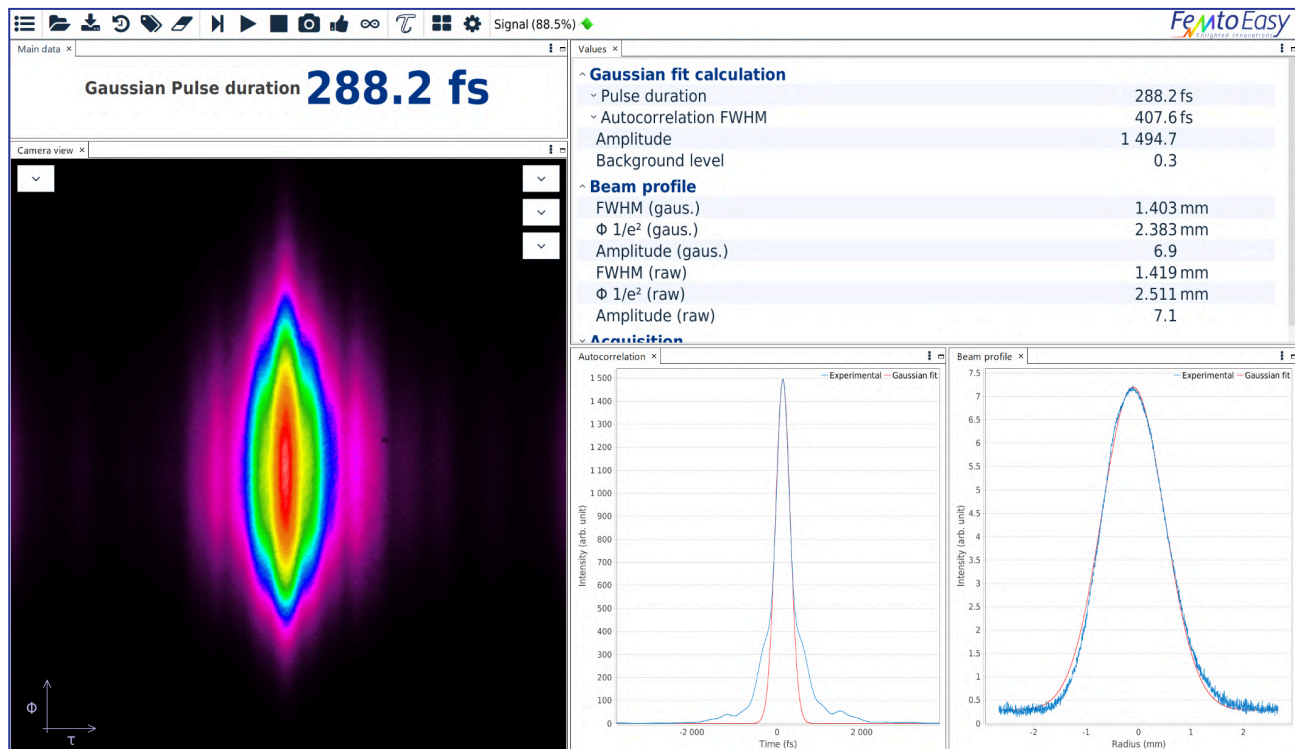 Signal (88.5%)
FemtoEasy
Enlighted Innovations
Main data ×
Gaussian Pulse duration 288.2 fs
Camera view ×
Φ
τ
Values ×
Gaussian fit calculation
Pulse duration 288.2 fs
Autocorrelation FWHM 407.6 fs
Amplitude 1 494.7
Background level 0.3
Beam profile
FWHM (gaus.) 1.403 mm
Φ 1/e² (gaus.) 2.383 mm
Amplitude (gaus.) 6.9
FWHM (raw) 1.419 mm
Φ 1/e² (raw) 2.511 mm
Amplitude (raw) 7.1
Acquisition
Autocorrelation ×
Experimental Gaussian fit
Intensity (arb. unit)
1 500
1 400
1 300
1 200
1 100
1 000
900
800
700
600
500
400
300
200
100
0
-2 000 0 2 000
Time (fs)
Beam profile ×
Experimental Gaussian fit
Intensity (arb. unit)
7.5
7
6.5
6
5.5
5
4.5
4
3.5
3
2.5
2
1.5
1
0.5
0
-2 -1 0 1 2
Radius (mm)